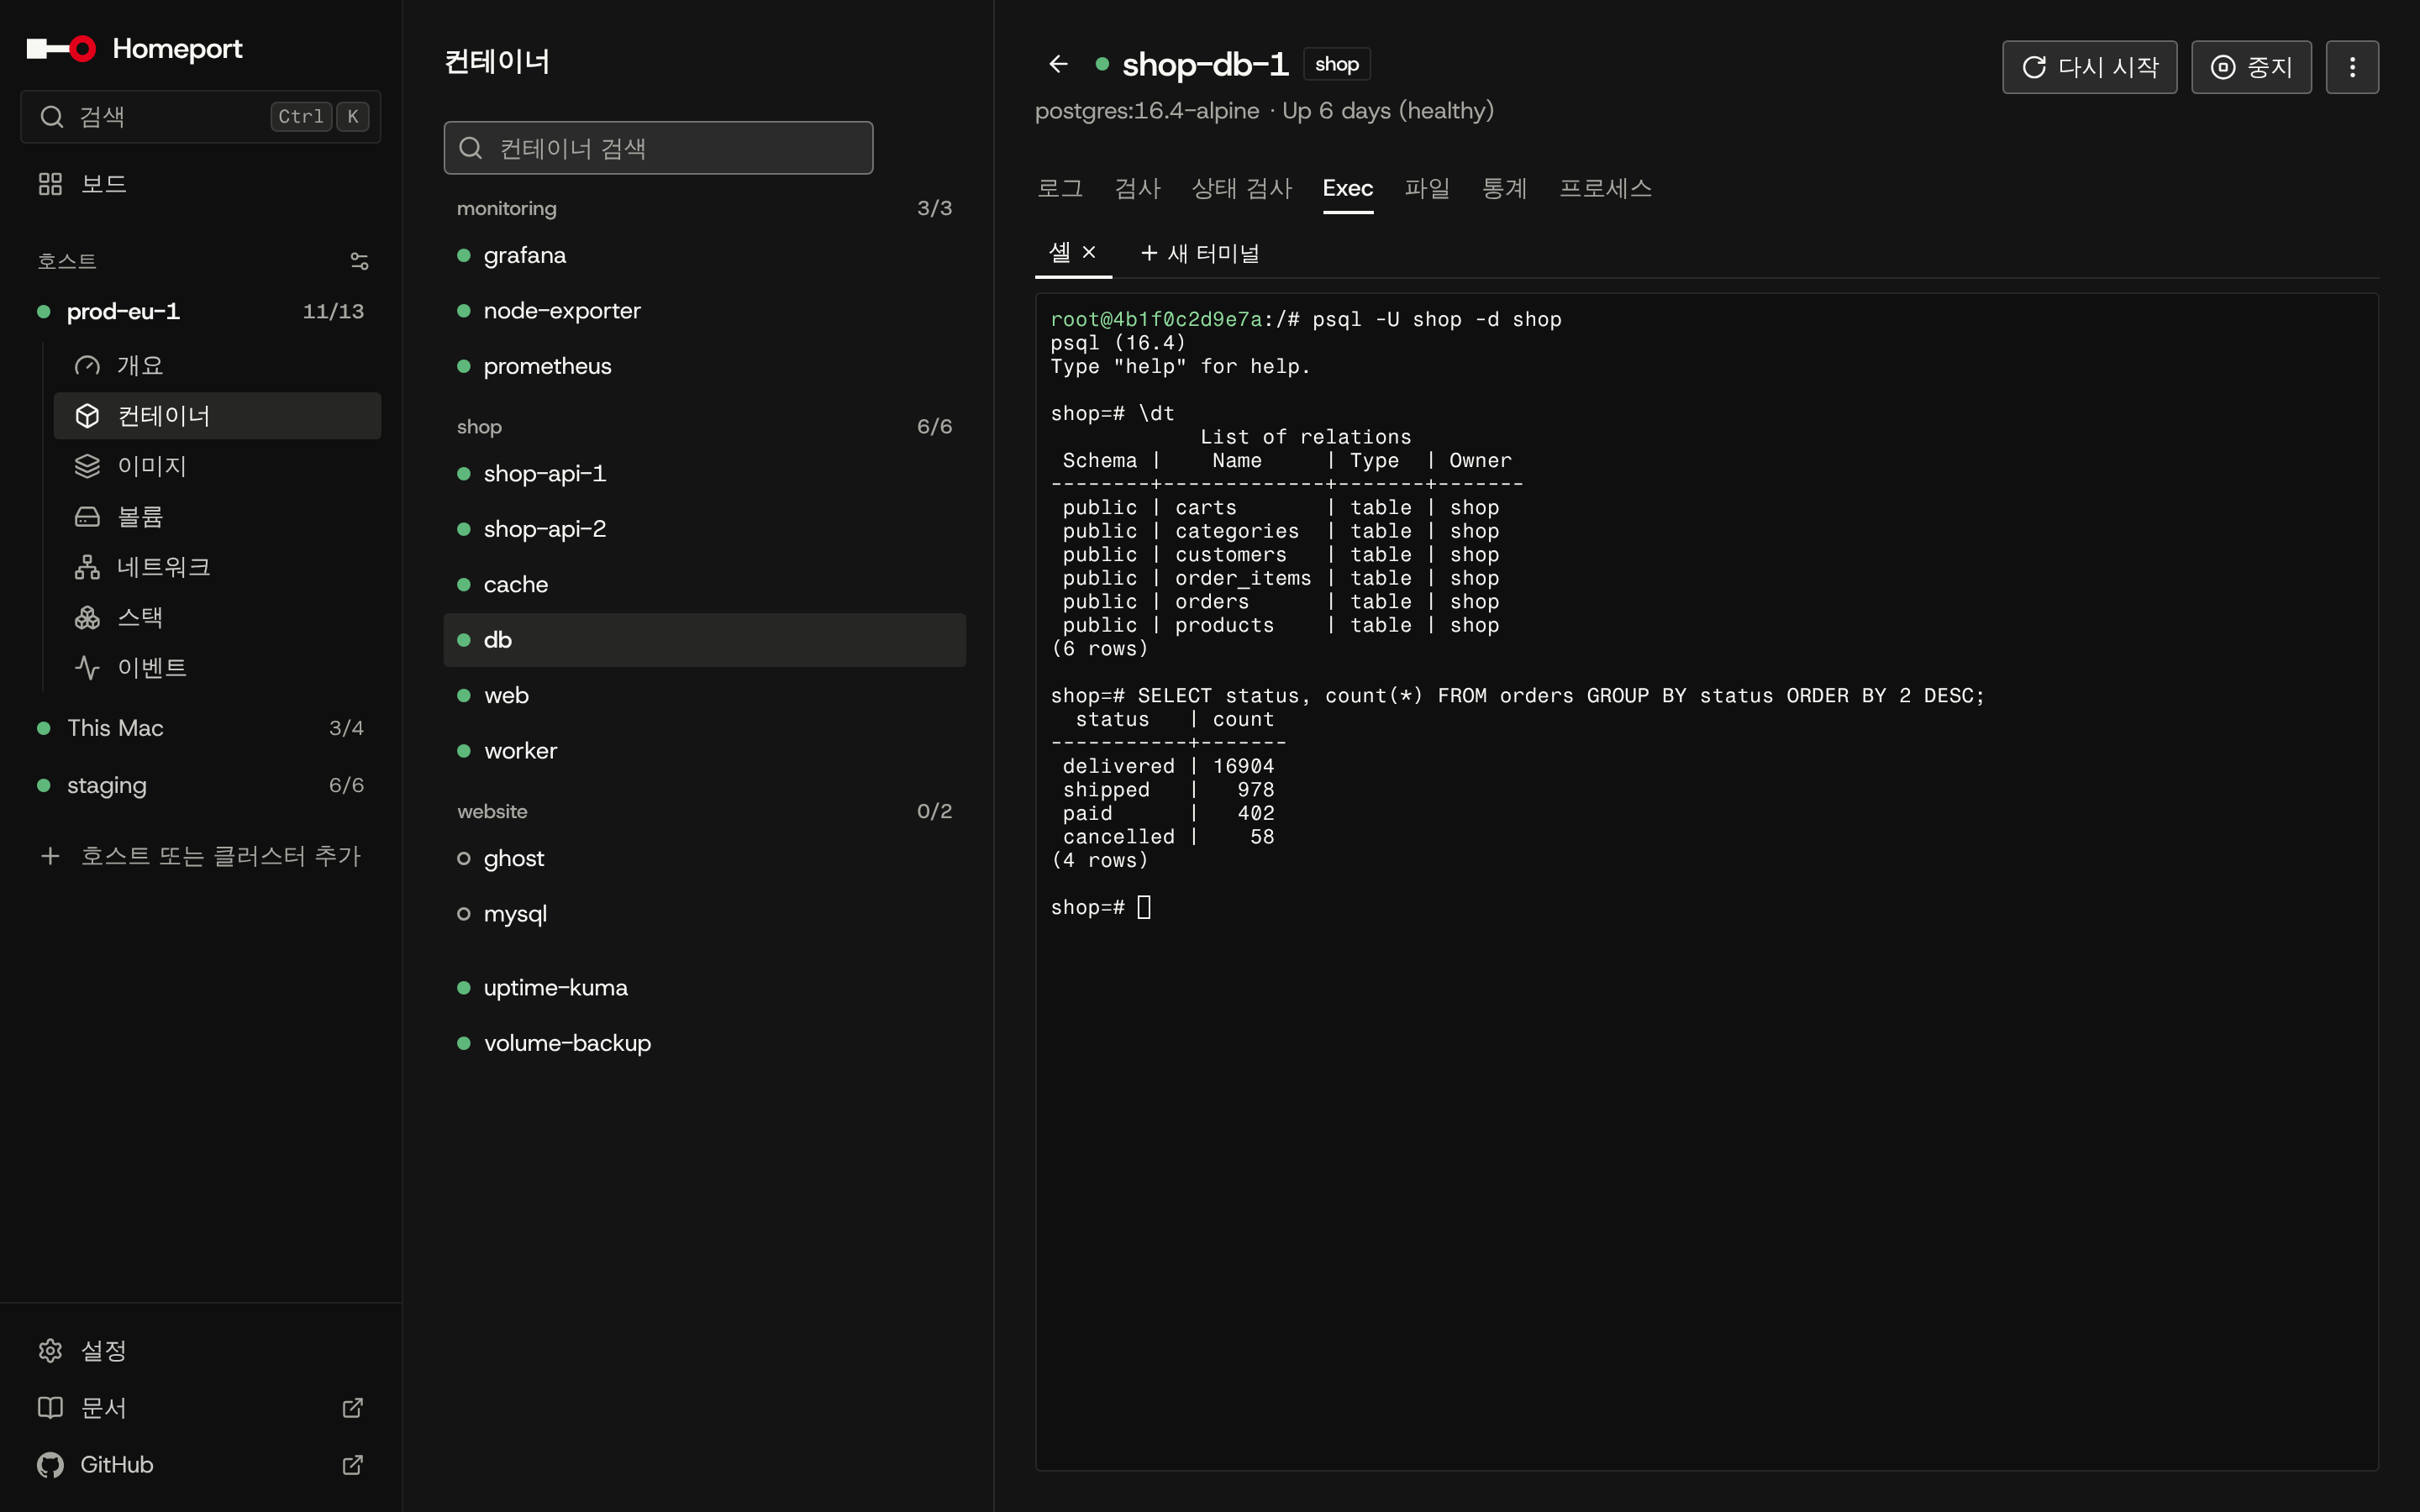 Homeport
검색 Ctrl K
보드
호스트
prod-eu-1 11/13
개요
컨테이너
이미지
볼륨
네트워크
스택
이벤트
This Mac 3/4
staging 6/6
호스트 또는 클러스터 추가
설정
문서
GitHub
컨테이너
컨테이너 검색
monitoring 3/3
grafana
node-exporter
prometheus
shop 6/6
shop-api-1
shop-api-2
cache
db
web
worker
website 0/2
ghost
mysql
uptime-kuma
volume-backup
shop-db-1 shop
다시 시작 중지
postgres:16.4-alpine · Up 6 days (healthy)
로그 검사 상태 검사 Exec 파일 통계 프로세스
셸 × + 새 터미널
root@4b1f0c2d9e7a:/# psql -U shop -d shop
psql (16.4)
Type "help" for help.
shop=# \dt
List of relations
Schema | Name | Type | Owner
--------+-------------+-------+-------
public | carts | table | shop
public | categories | table | shop
public | customers | table | shop
public | order_items | table | shop
public | orders | table | shop
public | products | table | shop
(6 rows)
shop=# SELECT status, count(*) FROM orders GROUP BY status ORDER BY 2 DESC;
status | count
-----------+-------
delivered | 16904
shipped | 978
paid | 402
cancelled | 58
(4 rows)
shop=#